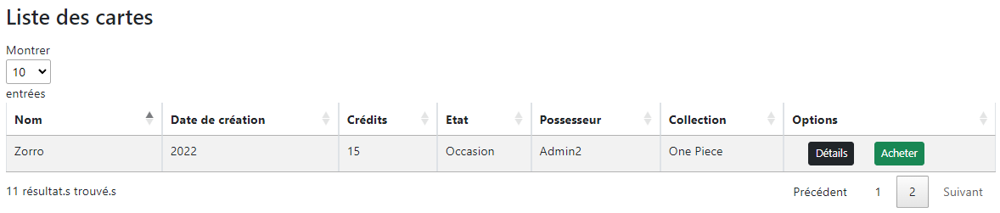 Liste des cartes
Montrer
10
entrées
Nom Date de création Crédits Etat Possesseur Collection Options
Zorro 2022 15 Occasion Admin2 One Piece Détails Acheter
11 résultat.s trouvé.s Précédent 1 2 Suivant